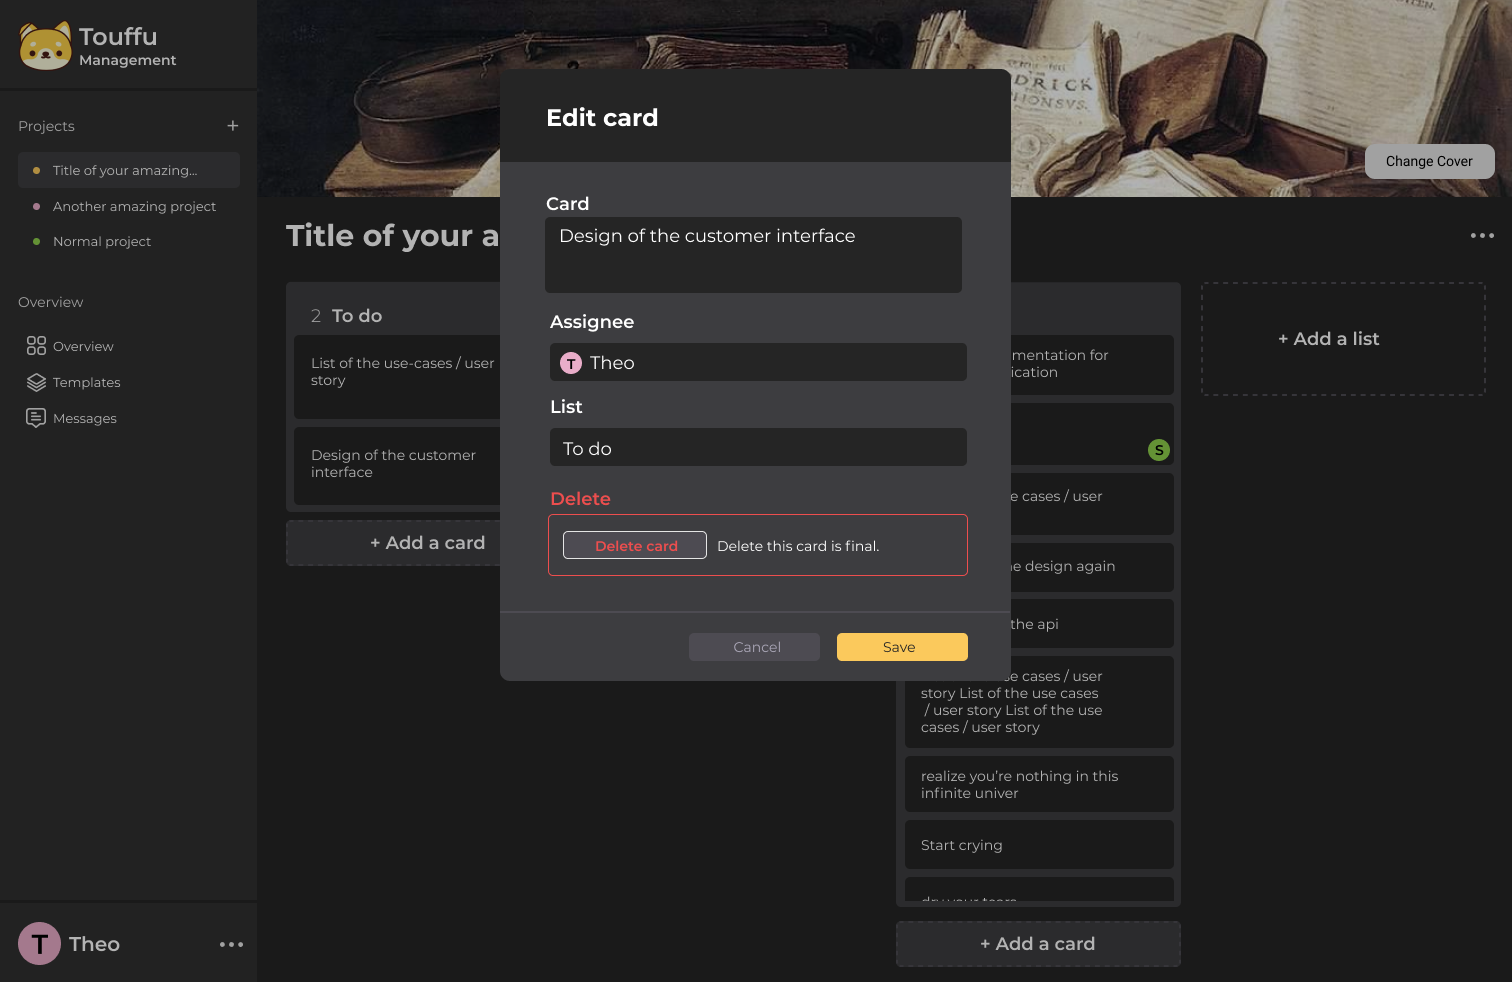 Touffu
Management
Projects
+
Title of your amazing...
Another amazing project
Normal project
Overview
Overview
Templates
Messages
T Theo
Change Cover
Title of your a
2 To do
List of the use-cases / user
story
Design of the customer
interface
+ Add a card
Edit card
Card
Design of the customer interface
Assignee
T Theo
List
To do
Delete
Delete card
Delete this card is final.
Cancel
Save
mentation for
ication
S
e cases / user
e design again
the api
e cases / user
story List of the use cases
/ user story List of the use
cases / user story
realize you're nothing in this
infinite univer
Start crying
+ Add a card
+ Add a list